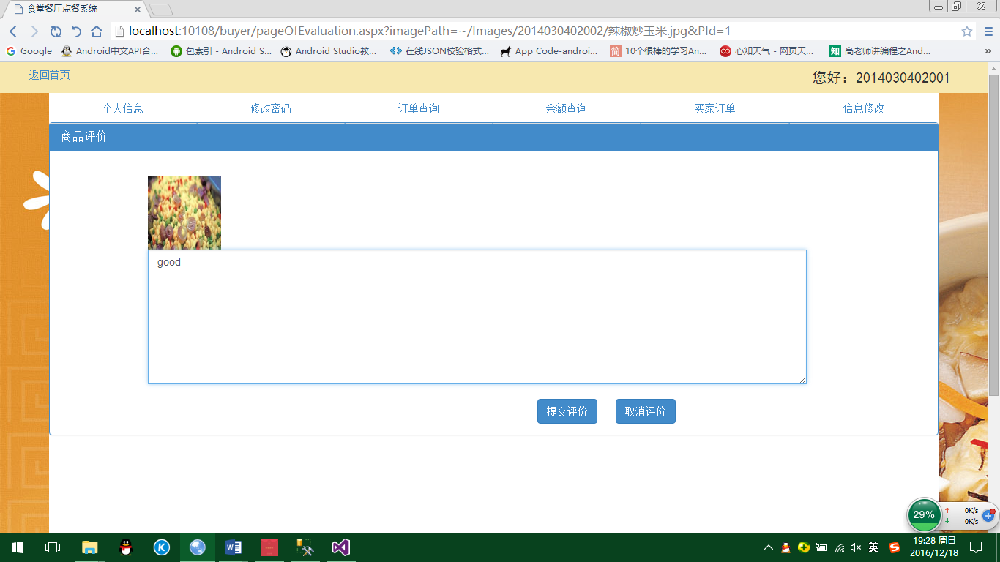 食堂餐厅点餐系统
localhost:10108/buyer/pageOfEvaluation.aspx?imagePath=~/Images/2014030402002/辣椒炒玉米.jpg&PId=1
Google Android中文API合... 包索引 - Android S... Android Studio教... 在线JSON校验格式... App Code-androi... 简 10个很棒的学习An... 心知天气 - 网页天... 知 高老师讲编程之And... »
返回首页 您好：2014030402001
个人信息 修改密码 订单查询 余额查询 买家订单 信息修改
商品评价
good
提交评价 取消评价
29% 0K/s
0K/s
英 19:28 周日
2016/12/18